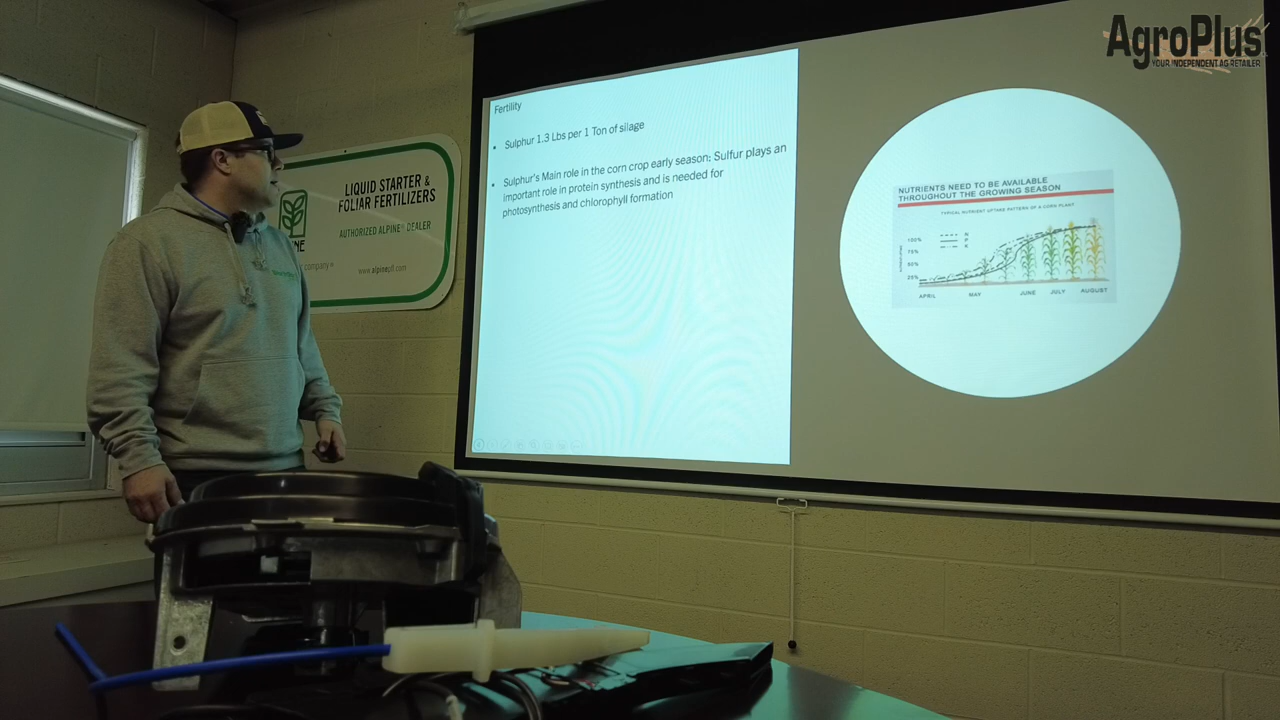 AgroPlus
YOUR INDEPENDENT AG RETAILER
LIQUID STARTER &
FOLIAR FERTILIZERS
AUTHORIZED ALPINE® DEALER
company®
Fertility
• Sulphur 1.3 Lbs per 1 Ton of silage
• Sulphur's Main role in the corn crop early season: Sulfur plays an
important role in protein synthesis and is needed for
photosynthesis and chlorophyll formation
NUTRIENTS NEED TO BE AVAILABLE
THROUGHOUT THE GROWING SEASON
TYPICAL NUTRIENT UPTAKE PATTERN OF A CORN PLANT
N
P
K
100%
75%
50%
25%
APRIL MAY JUNE JULY AUGUST